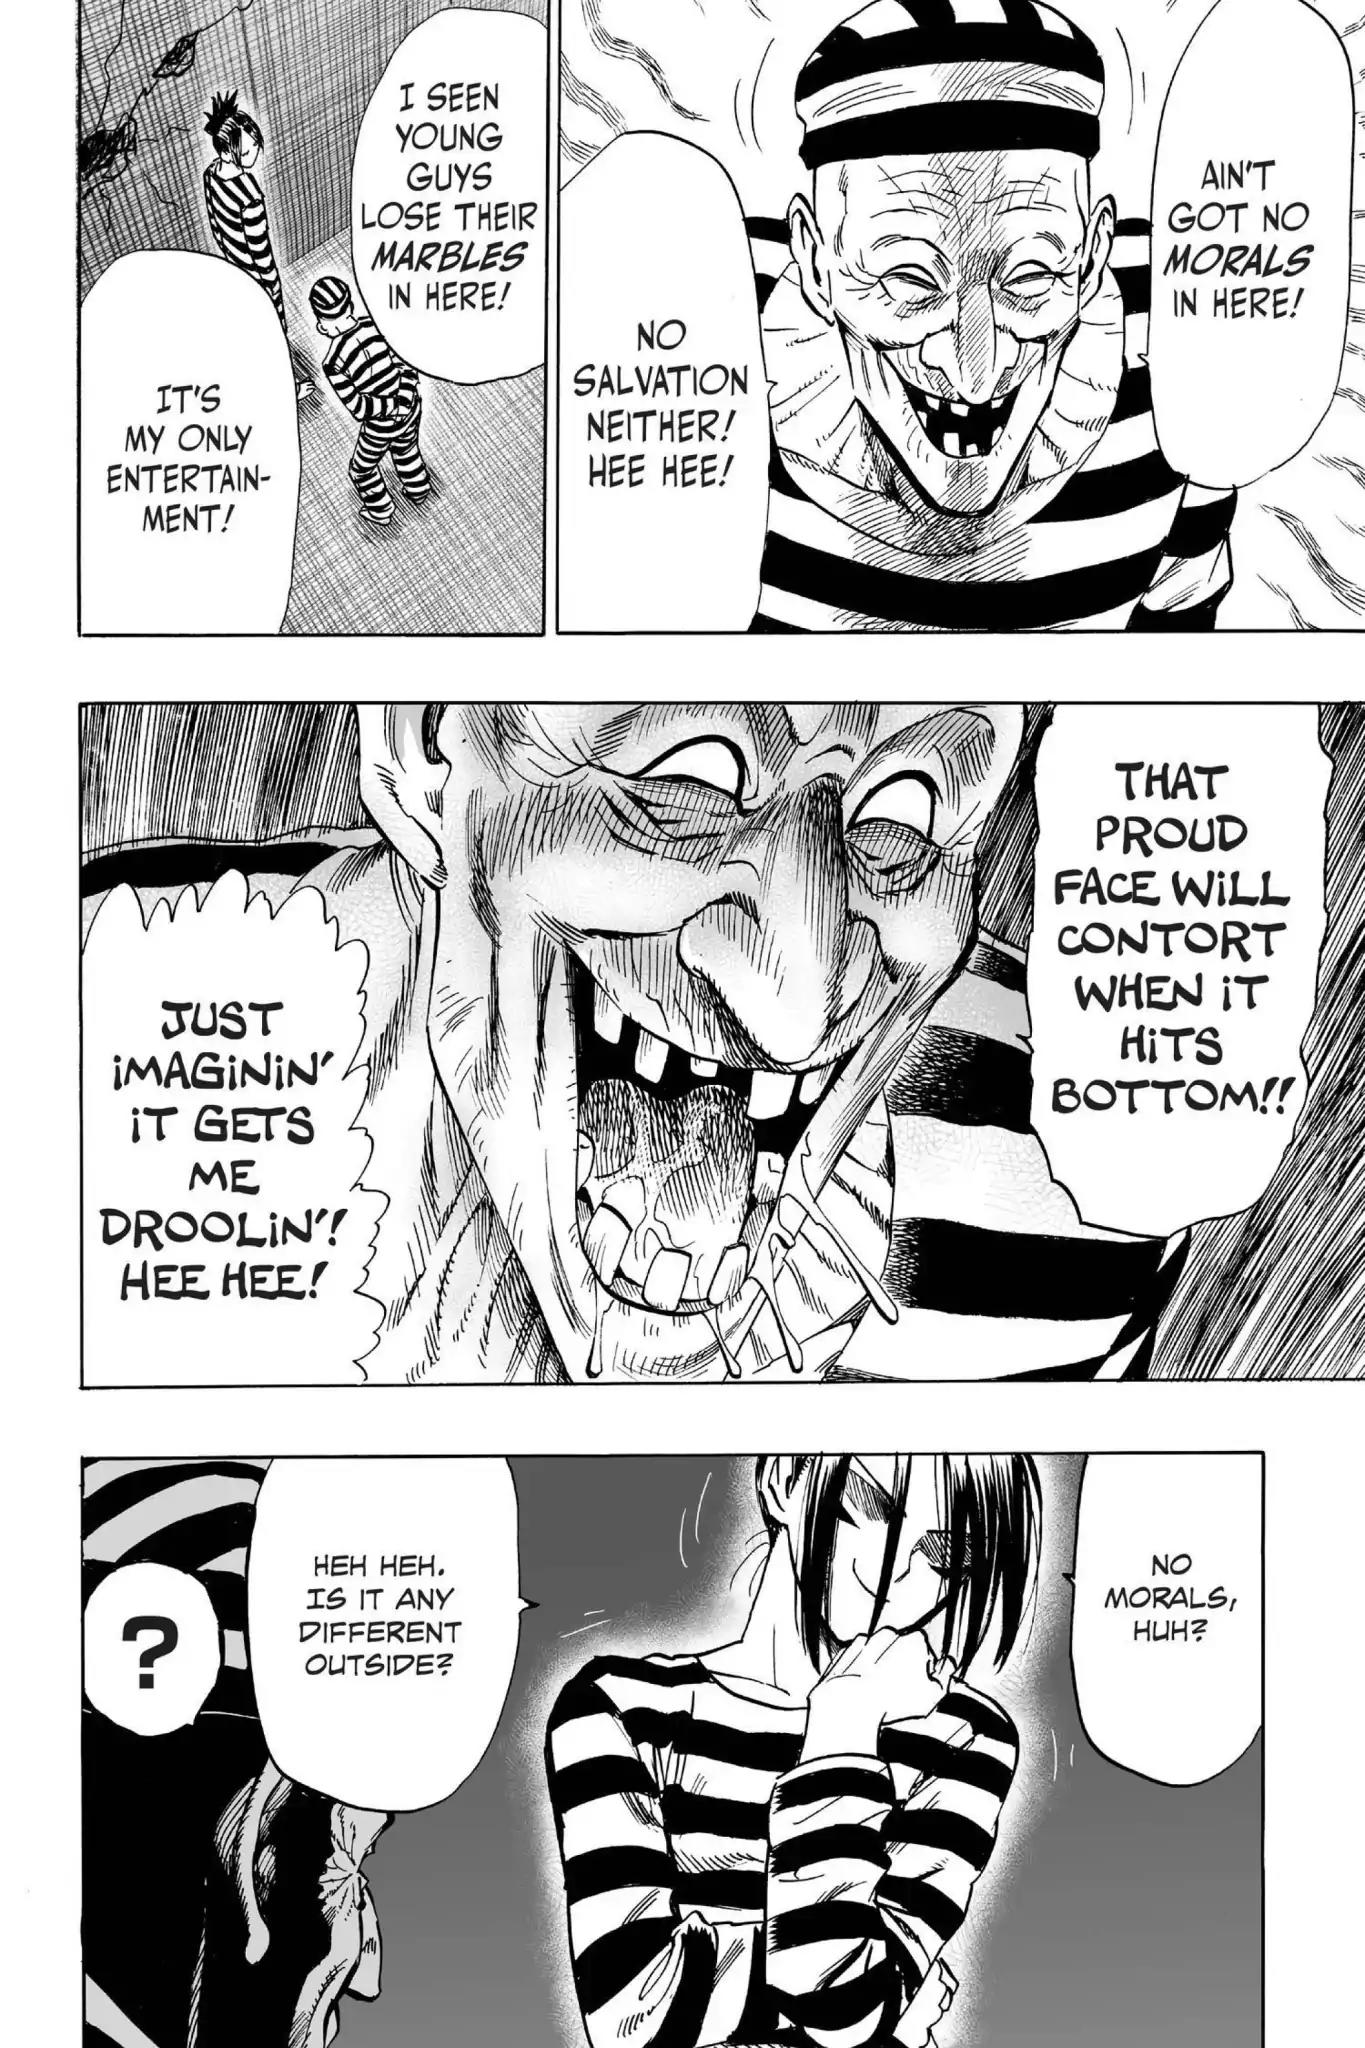 AIN'T
GOT NO
MORALS
IN HERE!
NO
SALVATION
NEITHER!
HEE HEE!
I SEEN
YOUNG
GUYS
LOSE THEIR
MARBLES
IN HERE!
IT'S
MY ONLY
ENTERTAIN-
MENT!
THAT
PROUD
FACE WiLL
CONTORT
WHEN iT
HiTS
BOTTOM!!
JUST
iMAGiNiN'
iT GETS
ME
DROOLiN'!
HEE HEE!
NO
MORALS,
HUH?
HEH HEH.
IS IT ANY
DIFFERENT
OUTSIDE?
?